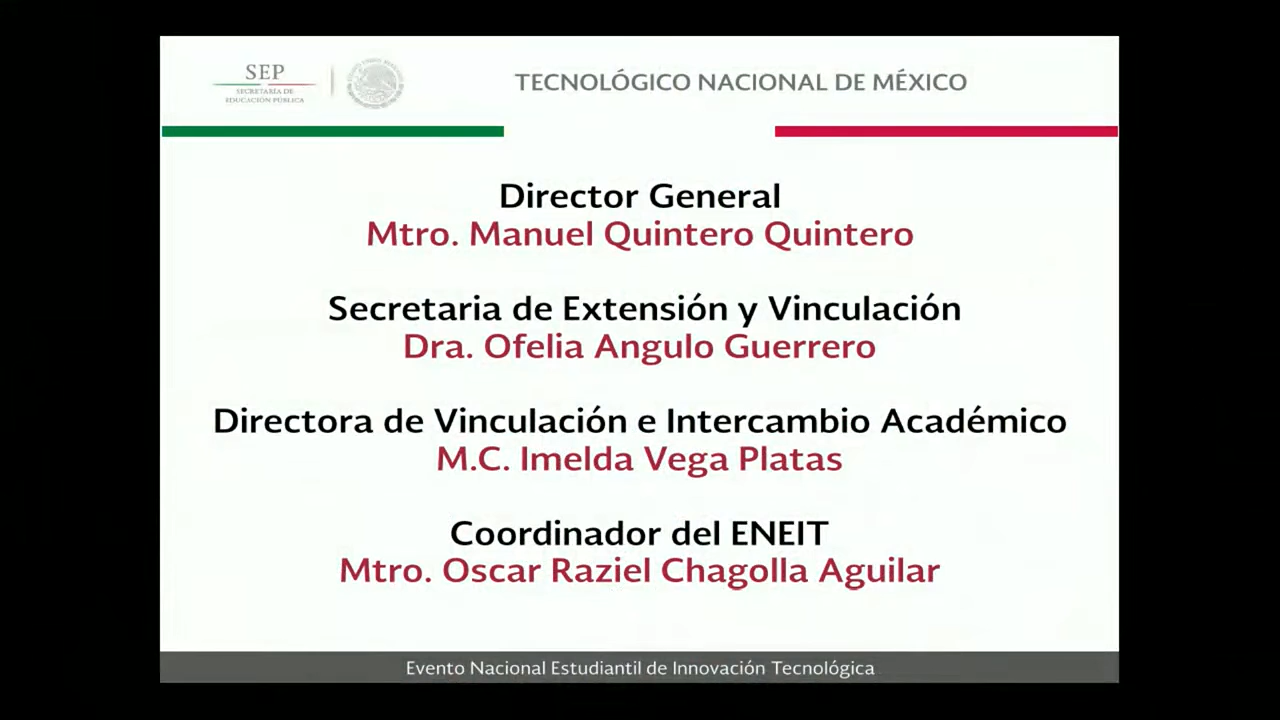 SEP
SECRETARÍA DE
EDUCACIÓN PÚBLICA
TECNOLÓGICO NACIONAL DE MÉXICO
Director General
Mtro. Manuel Quintero Quintero
Secretaria de Extensión y Vinculación
Dra. Ofelia Angulo Guerrero
Directora de Vinculación e Intercambio Académico
M.C. Imelda Vega Platas
Coordinador del ENEIT
Mtro. Oscar Raziel Chagolla Aguilar
Evento Nacional Estudiantil de Innovación Tecnológica